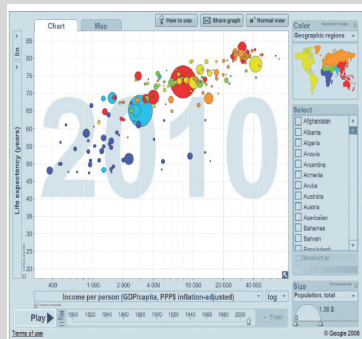 Chart
Map
How to use
Share graph
Normal view
lin
Life expectancy (years)
85
80
75
70
65
60
55
50
45
40
35
30
25
20
2010
400
1 000
2 000
4 000
10 000
20 000
40 000
Income per person (GDP/capita, PPP$ inflation-adjusted)
log
Play
1800 1820 1840 1860 1880 1900 1920 1940 1960 1980 2000
Trails
Terms of use
Color
Geographic regions
Select
Afghanistan
Albania
Algeria
Angola
Argentina
Armenia
Aruba
Australia
Austria
Azerbaijan
Bahamas
Bahrain
Deselect all
Size
Population, total
1.36 B
© Google 2008